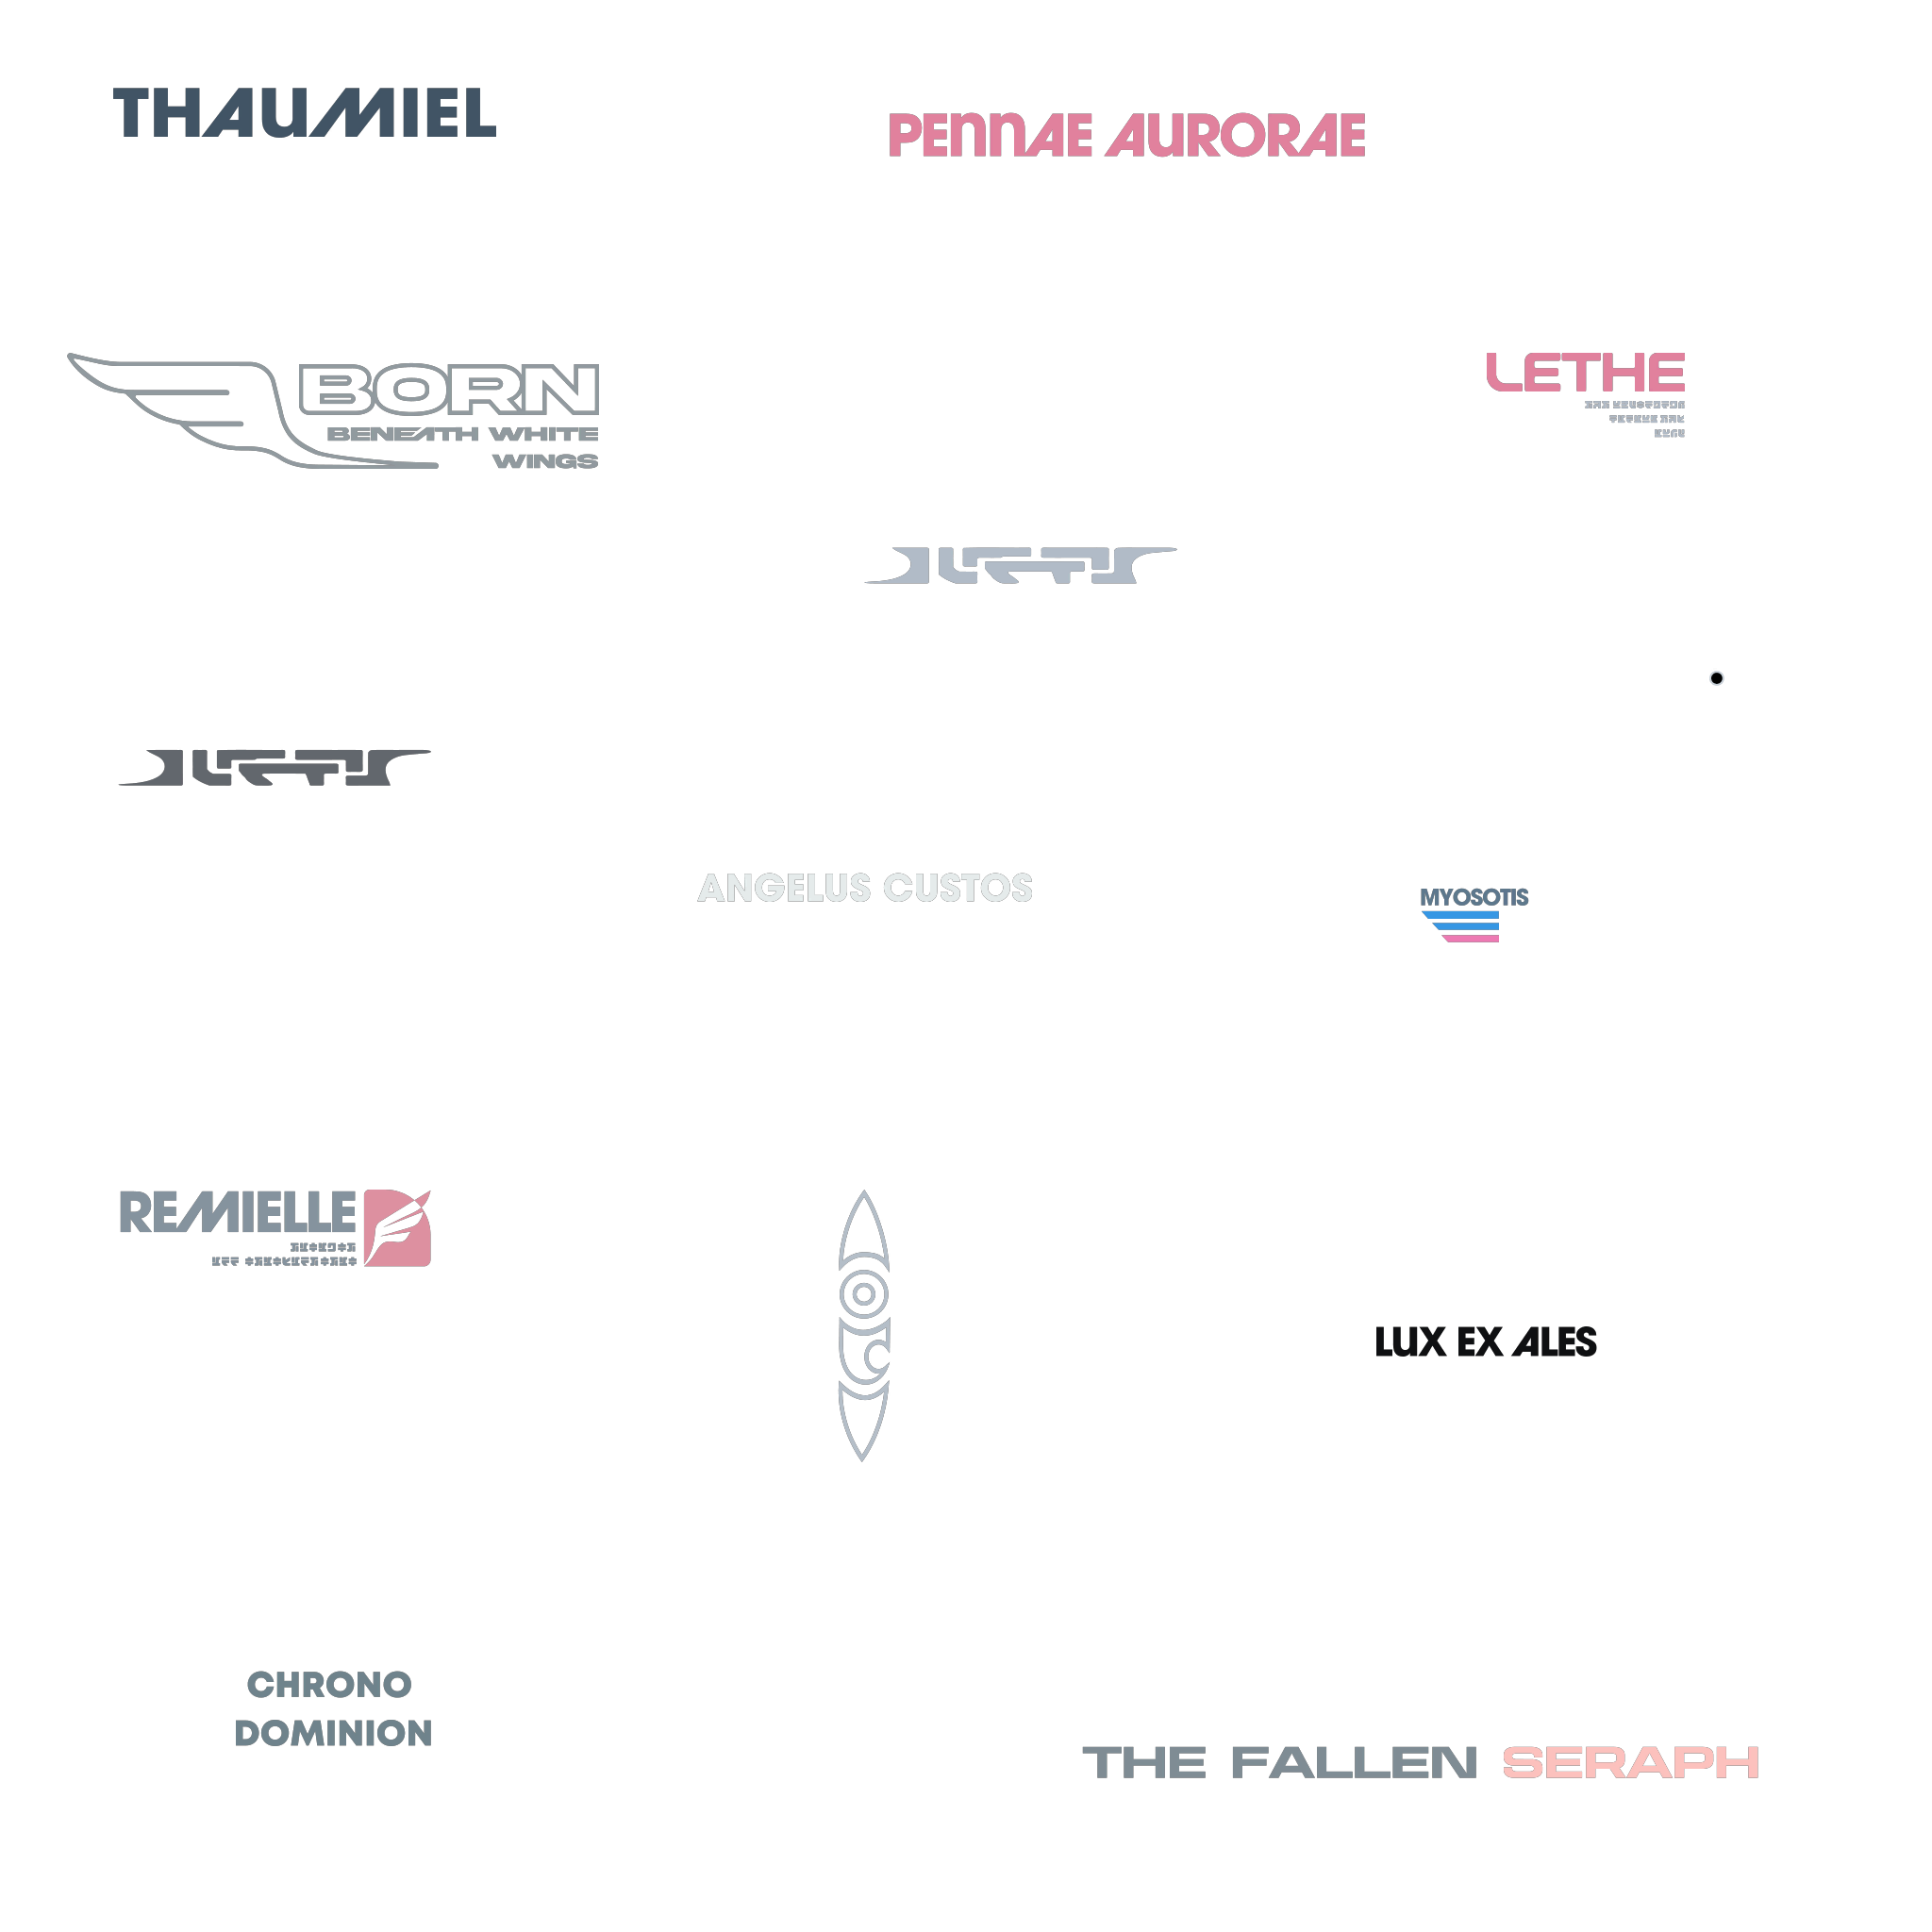 THAUMIEL
PENNAE AURORAE
BORN
BENEATH WHITE
WINGS
LETHE
ANGELUS CUSTOS
MYOSOTIS
REMIELLE
LUX EX ALES
CHRONO
DOMINION
THE FALLEN SERAPH